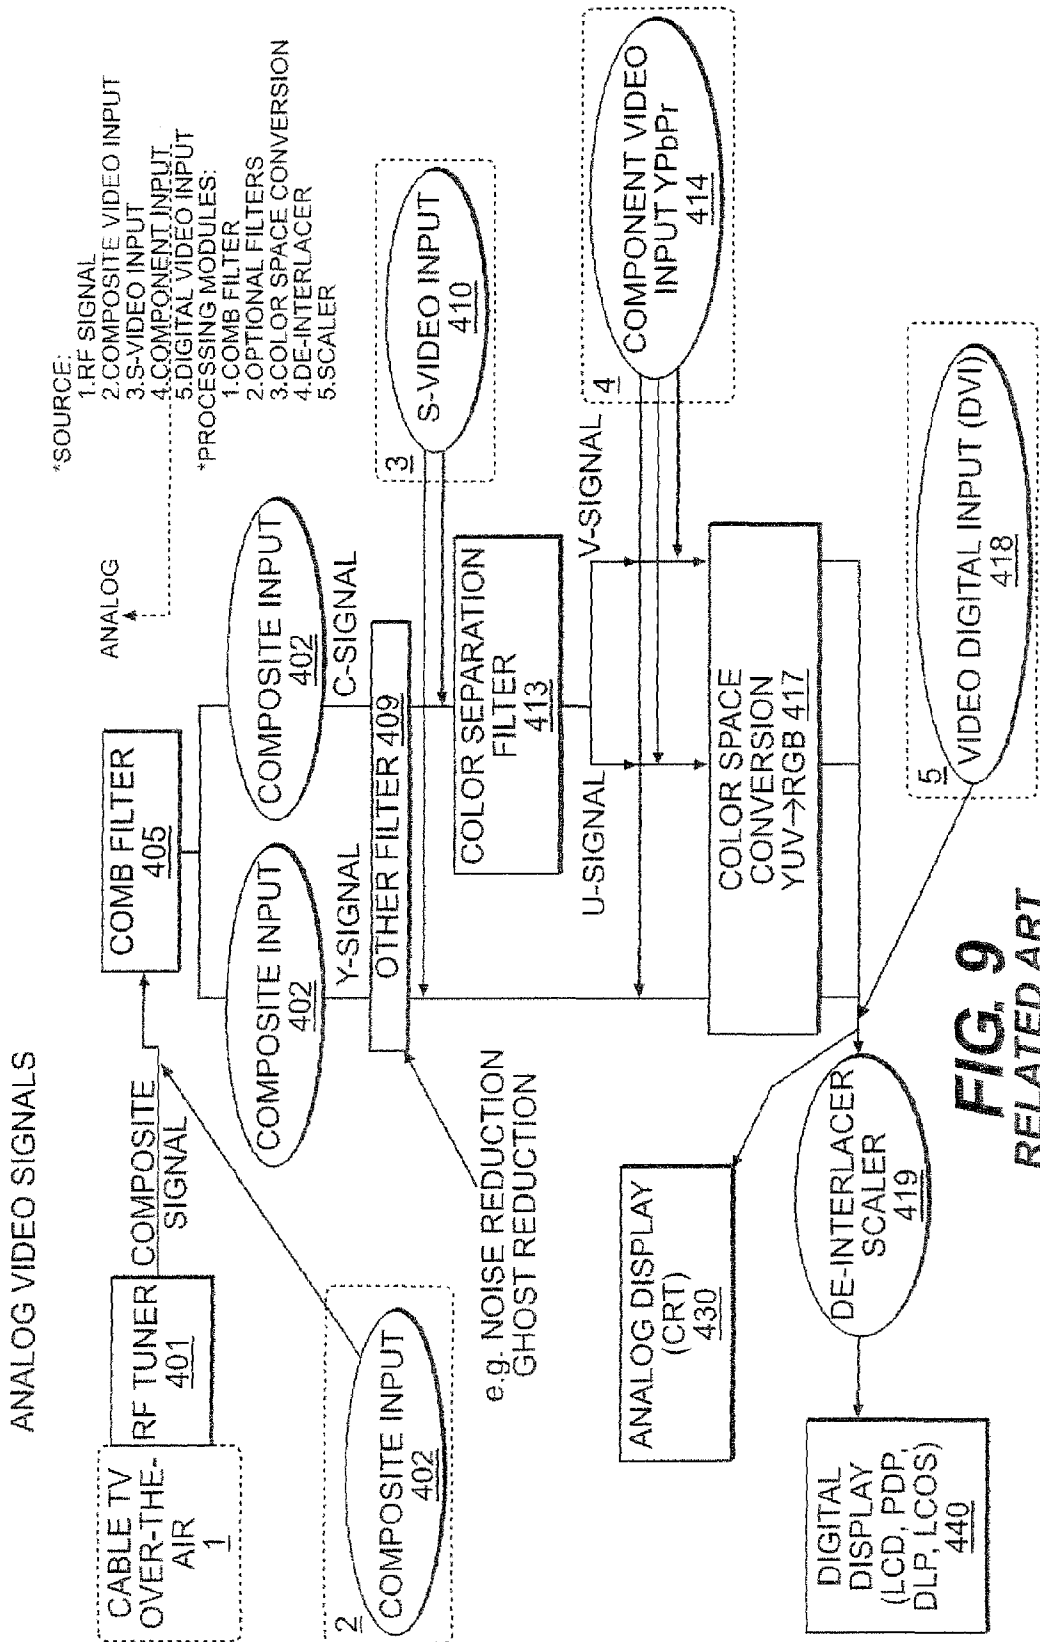 ANALOG VIDEO SIGNALS
CABLE TV
OVER-THE-
AIR
1
RF TUNER
401
COMPOSITE
SIGNAL
COMB FILTER
405
ANALOG
*SOURCE:
1.RF SIGNAL
2.COMPOSITE VIDEO INPUT
3.S-VIDEO INPUT
4.COMPONENT INPUT
5.DIGITAL VIDEO INPUT
*PROCESSING MODULES:
1.COMB FILTER
2.OPTIONAL FILTERS
3.COLOR SPACE CONVERSION
4.DE-INTERLACER
5.SCALER
2
COMPOSITE INPUT
402
COMPOSITE INPUT
402
COMPOSITE INPUT
402
Y-SIGNAL
C-SIGNAL
OTHER FILTER 409
e.g. NOISE REDUCTION
GHOST REDUCTION
3
S-VIDEO INPUT
410
COLOR SEPARATION
FILTER
413
U-SIGNAL
V-SIGNAL
4
COMPONENT VIDEO
INPUT YPbPr
414
COLOR SPACE
CONVERSION
YUV→RGB 417
ANALOG DISPLAY
(CRT)
430
DE-INTERLACER
SCALER
419
5
VIDEO DIGITAL INPUT (DVI)
418
DIGITAL
DISPLAY
(LCD, PDP,
DLP, LCOS)
440
FIG. 9
RELATED ART